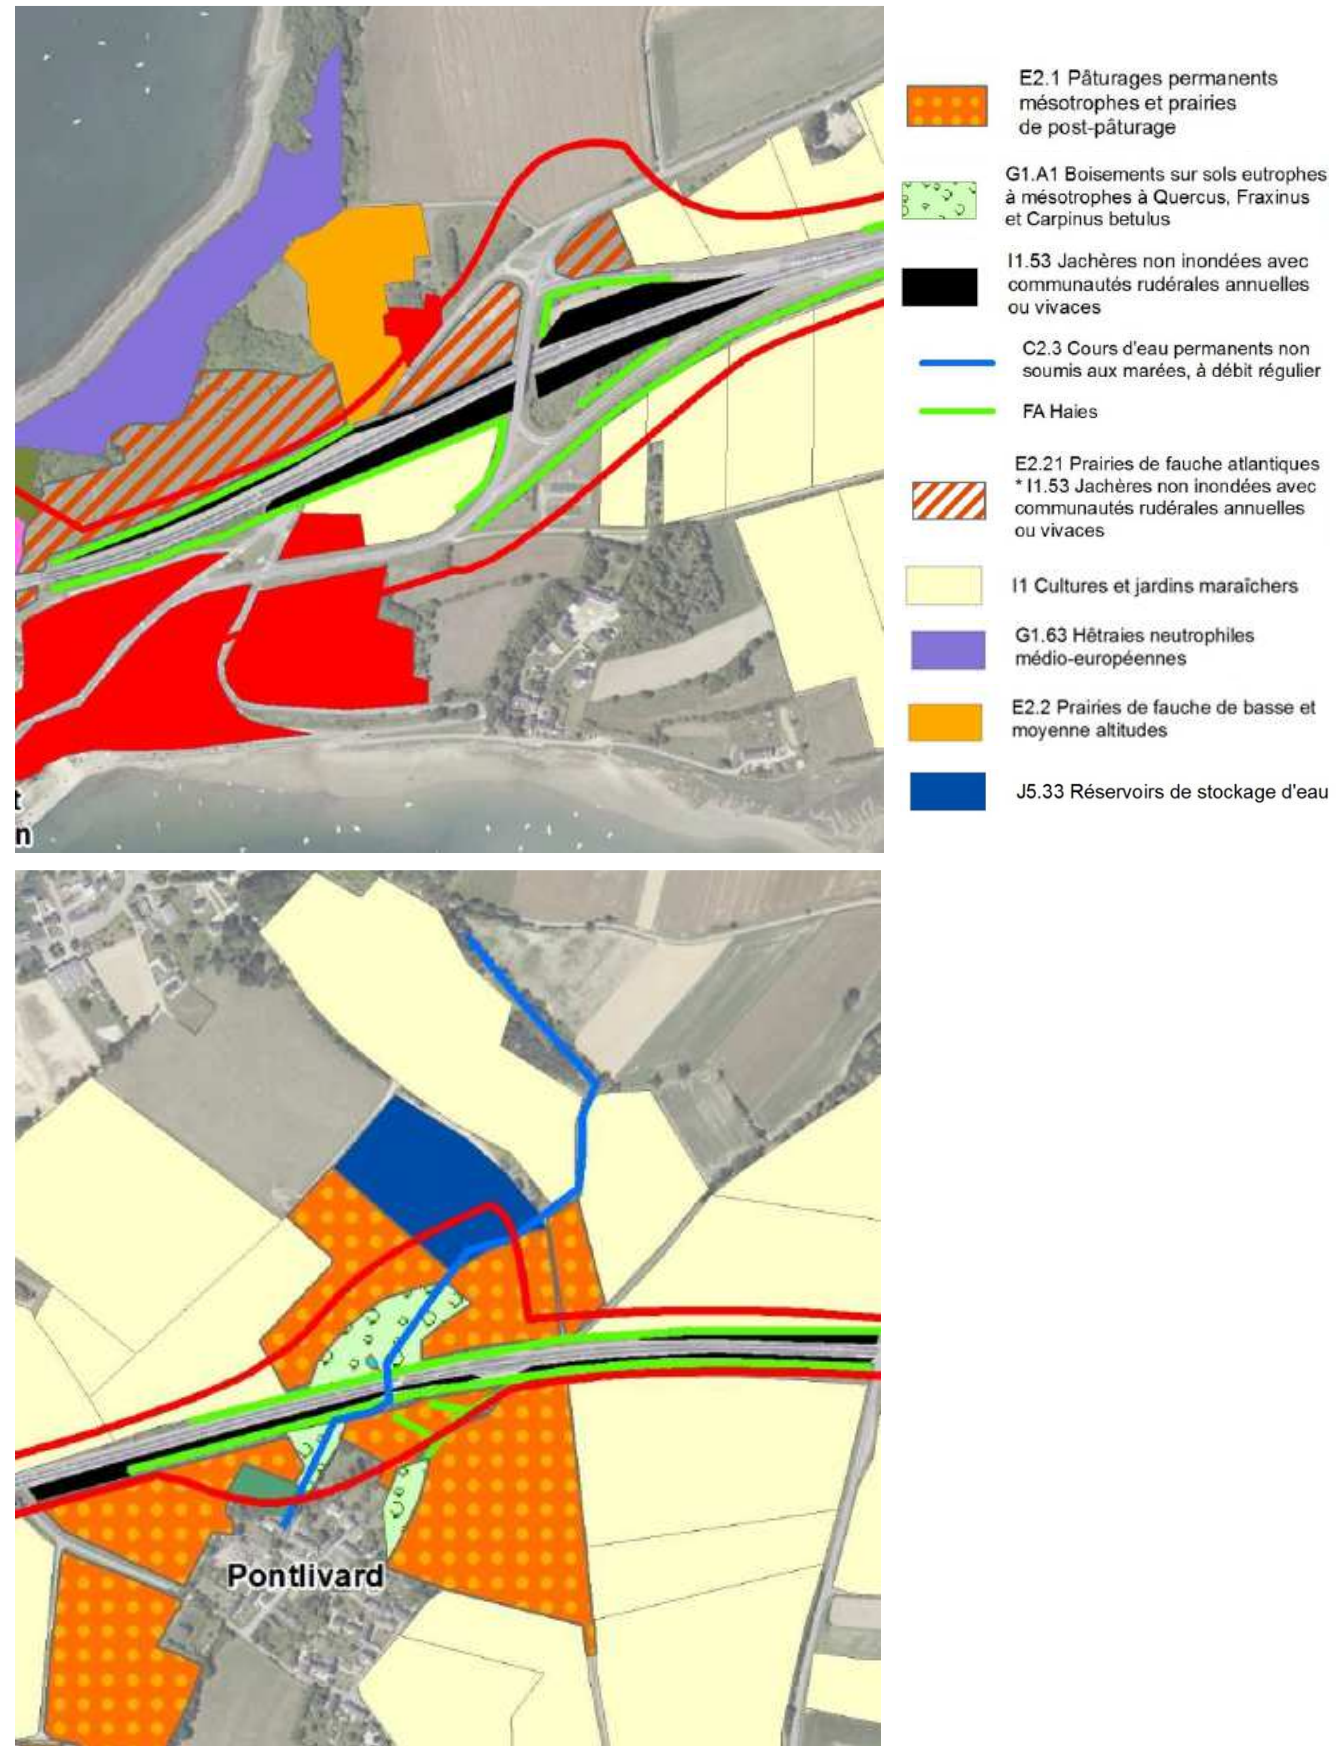 E2.1 Pâturages permanents
mésotrophes et prairies
de post-pâturage
G1.A1 Boisements sur sols eutrophes
à mésotrophes à Quercus, Fraxinus
et Carpinus betulus
I1.53 Jachères non inondées avec
communautés rudérales annuelles
ou vivaces
C2.3 Cours d'eau permanents non
soumis aux marées, à débit régulier
FA Haies
E2.21 Prairies de fauche atlantiques
* I1.53 Jachères non inondées avec
communautés rudérales annuelles
ou vivaces
I1 Cultures et jardins maraîchers
G1.63 Hêtraies neutrophiles
médio-européennes
E2.2 Prairies de fauche de basse et
moyenne altitudes
J5.33 Réservoirs de stockage d'eau
t
n
Pontlivard